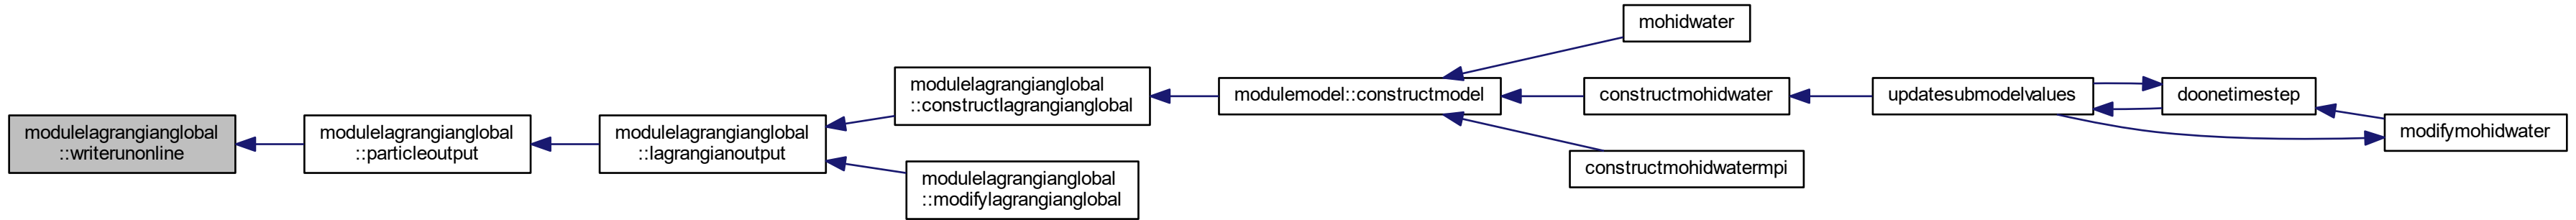 modulelagrangianglobal
::writerunonline
modulelagrangianglobal
::particleoutput
modulelagrangianglobal
::lagrangianoutput
modulelagrangianglobal
::constructlagrangianglobal
modulelagrangianglobal
::modifylagrangianglobal
modulemodel::constructmodel
mohidwater
constructmohidwater
constructmohidwatermpi
updatesubmodelvalues
doonetimestep
modifymohidwater